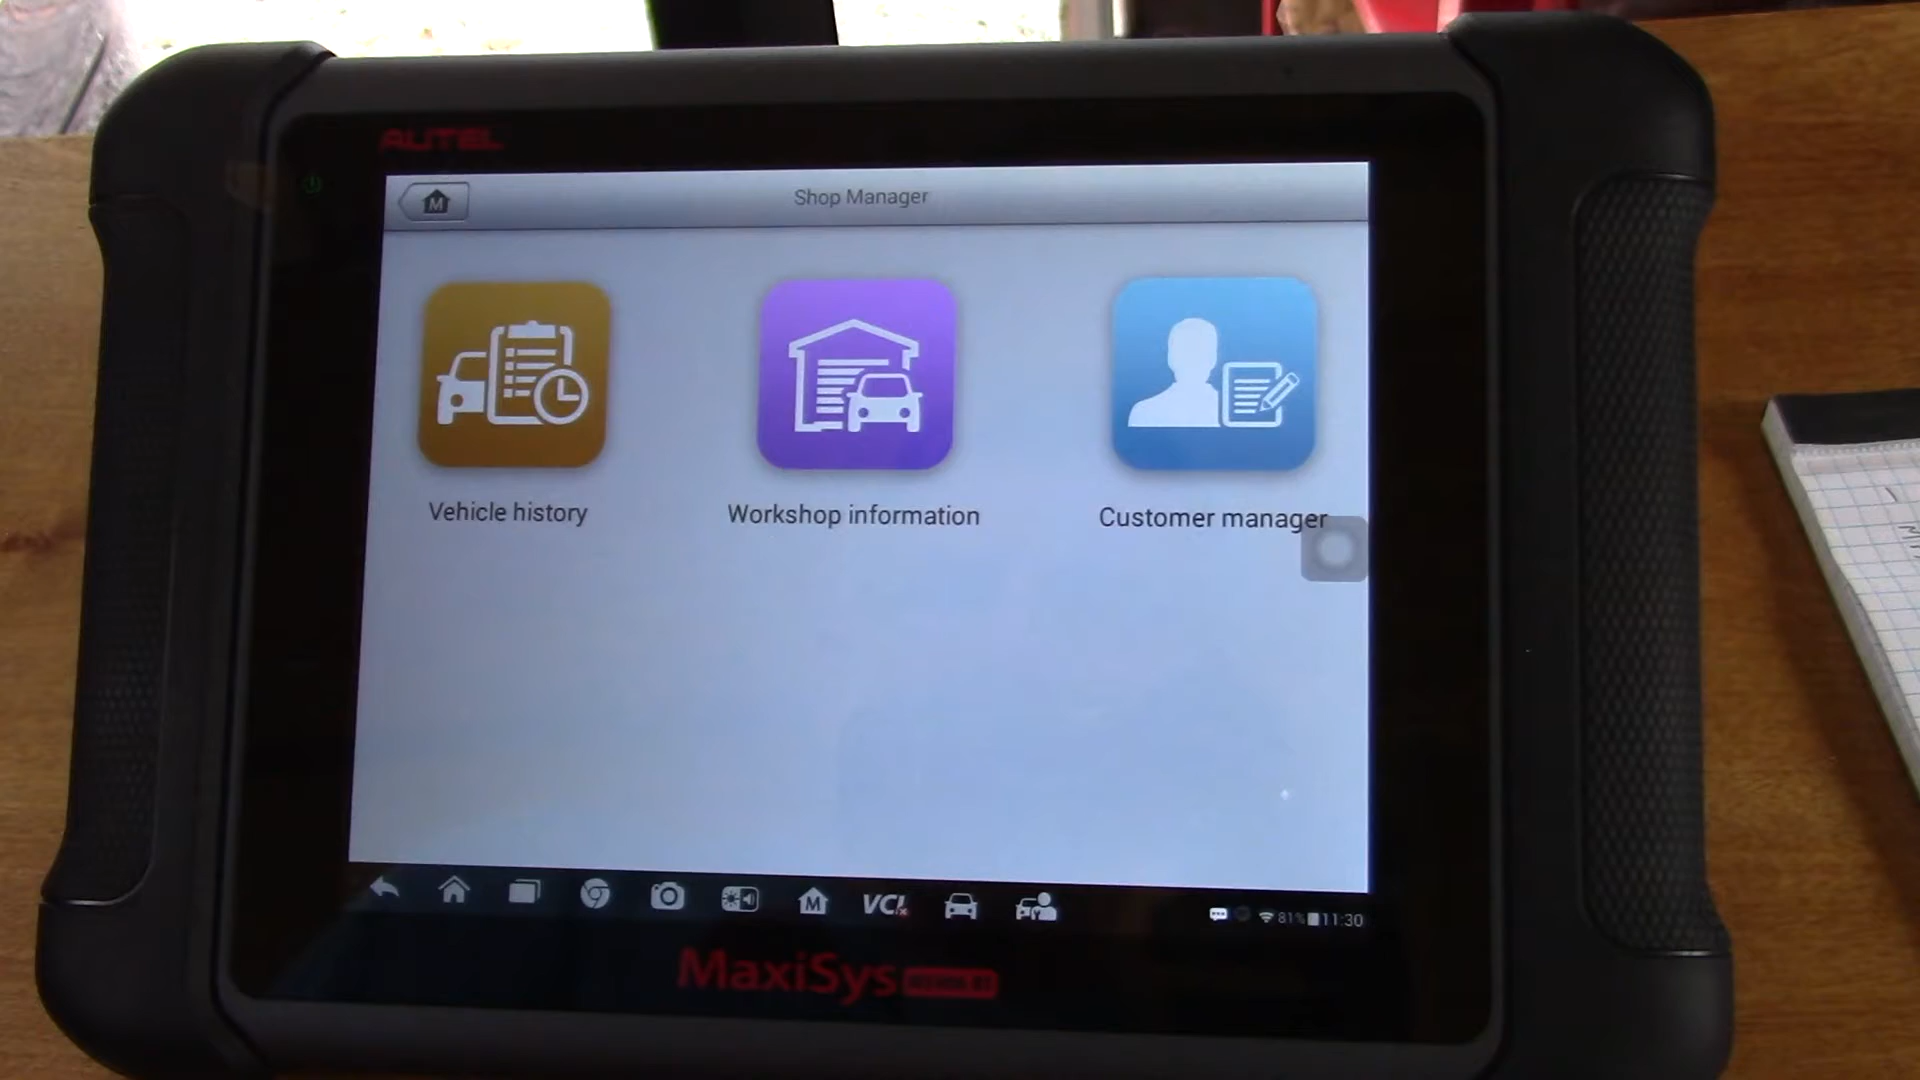 AUTEL
M
Shop Manager
Vehicle history
Workshop information
Customer manager
M
VCI
81%
11:30
MaxiSys